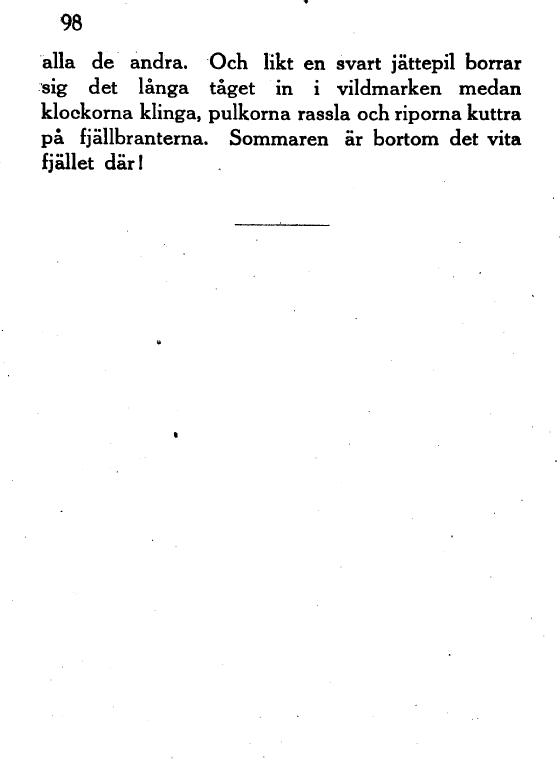 98
alla de andra. Och likt en svart jättepil borrar
sig det långa tåget in i vildmarken medan
klockorna klinga, pulkorna rassla och riporna kuttra
på fjällbranterna. Sommaren är bortom det vita
fjället där!